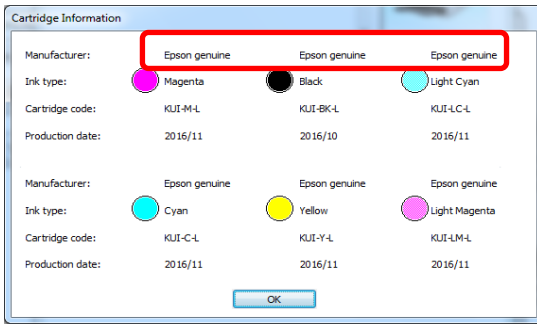 Cartridge Information
Manufacturer: Epson genuine Epson genuine Epson genuine
Ink type: Magenta Black Light Cyan
Cartridge code: KUI-M-L KUI-BK-L KUI-LC-L
Production date: 2016/11 2016/10 2016/11
Manufacturer: Epson genuine Epson genuine Epson genuine
Ink type: Cyan Yellow Light Magenta
Cartridge code: KUI-C-L KUI-Y-L KUI-LM-L
Production date: 2016/11 2016/11 2016/11
OK